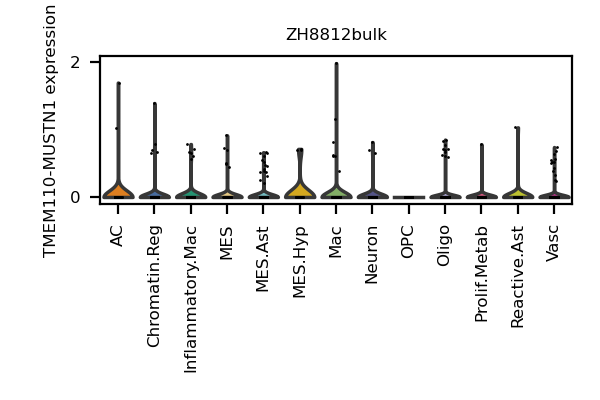 ZH8812bulk
TMEM110-MUSTN1 expression
2
0
AC
Chromatin.Reg
Inflammatory.Mac
MES
MES.Ast
MES.Hyp
Mac
Neuron
OPC
Oligo
Prolif.Metab
Reactive.Ast
Vasc